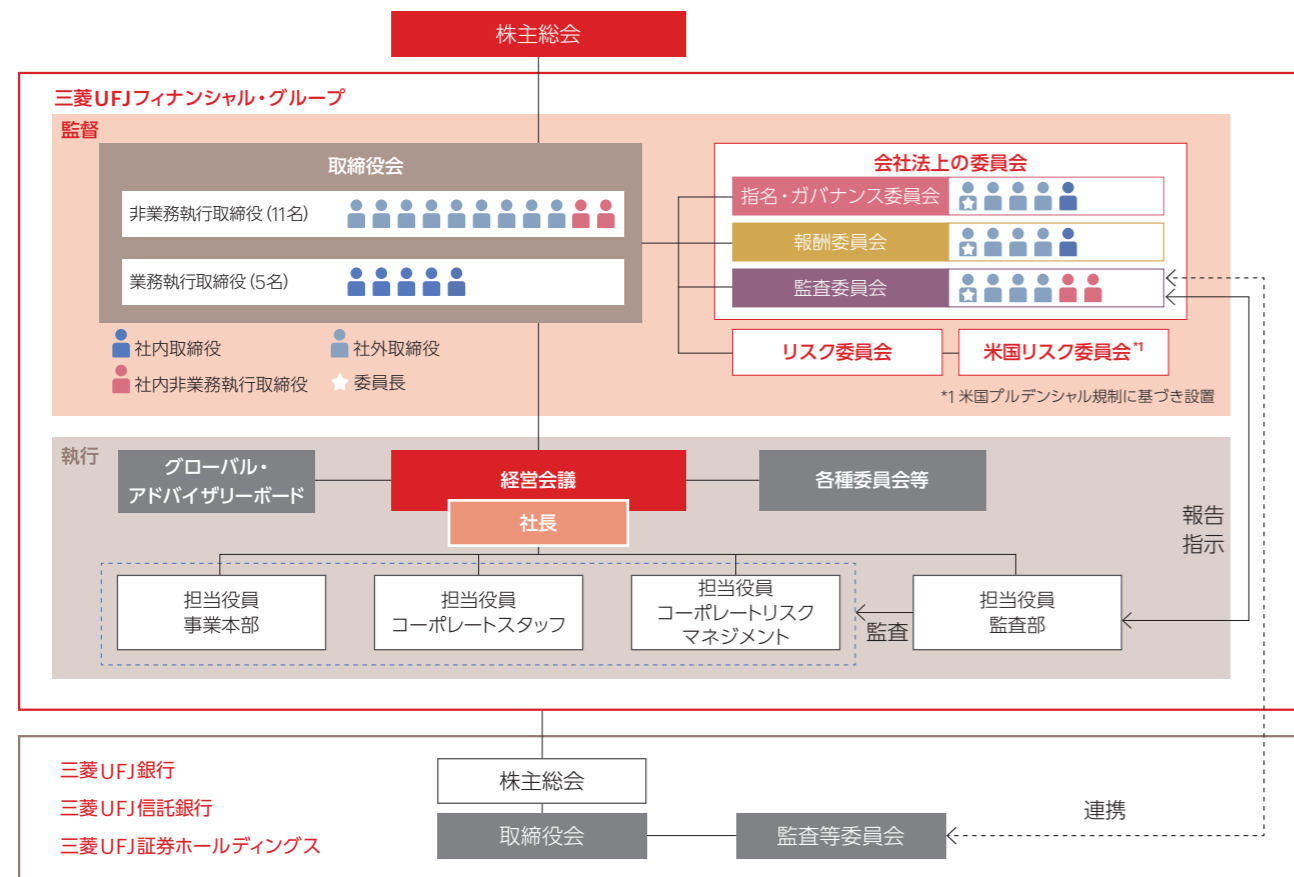 株主総会
三菱UFJフィナンシャル・グループ
監督
取締役会
非業務執行取締役(11名)
業務執行取締役(5名)
社内取締役
社外取締役
社内非業務執行取締役
委員長
会社法上の委員会
指名・ガバナンス委員会
報酬委員会
監査委員会
リスク委員会
米国リスク委員会*1
*1 米国プルデンシャル規制に基づき設置
執行
グローバル・
アドバイザリーボード
経営会議
各種委員会等
社長
報告
指示
担当役員
事業本部
担当役員
コーポレートスタッフ
担当役員
コーポレートリスク
マネジメント
監査
担当役員
監査部
三菱UFJ銀行
三菱UFJ信託銀行
三菱UFJ証券ホールディングス
株主総会
取締役会
監査等委員会
連携